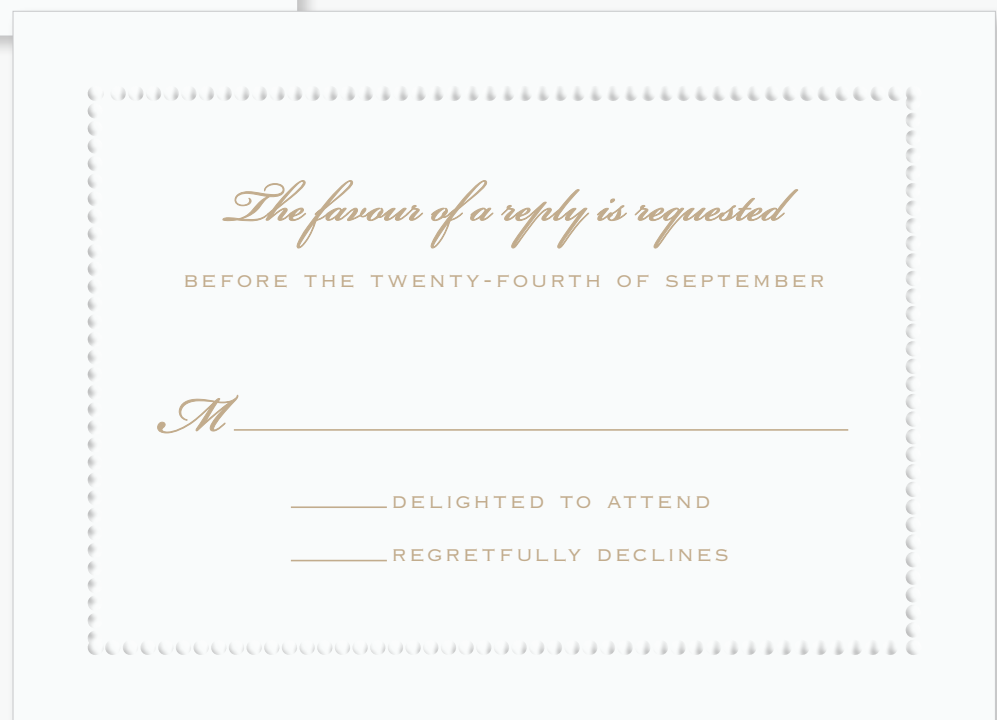 The favour of a reply is requested
BEFORE THE TWENTY-FOURTH OF SEPTEMBER
M
DELIGHTED TO ATTEND
REGRETFULLY DECLINES